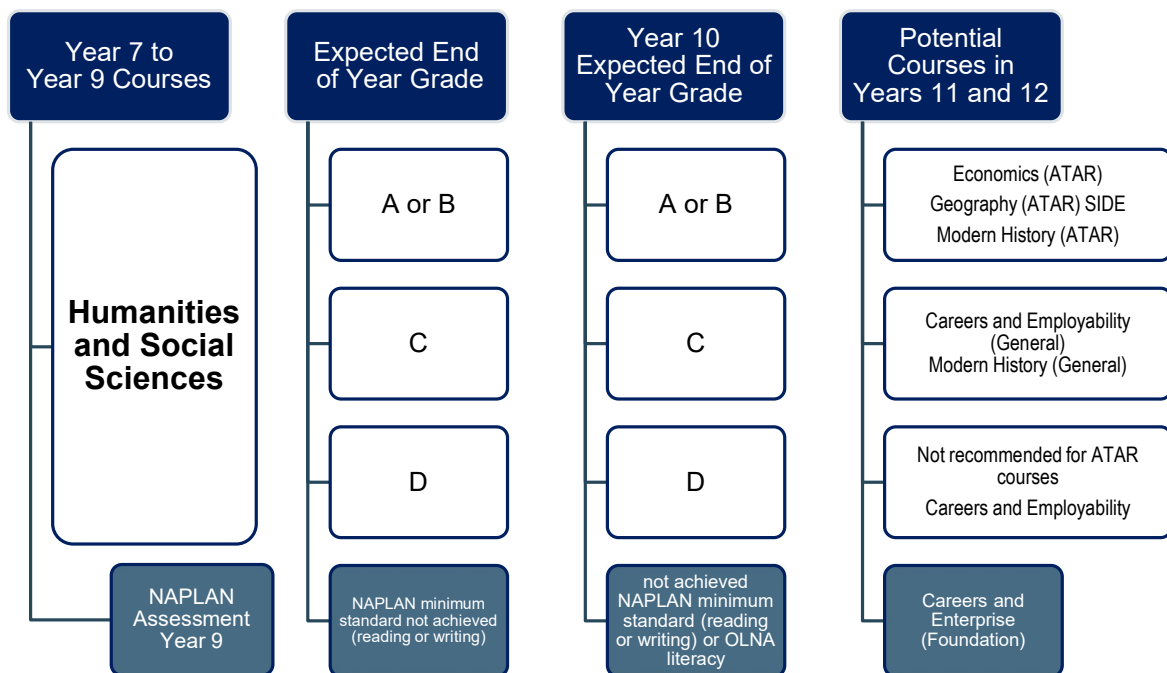 Year 7 to
Year 9 Courses
Humanities
and Social
Sciences
NAPLAN
Assessment
Year 9
Expected End
of Year Grade
A or B
C
D
NAPLAN minimum
standard not achieved
(reading or writing)
Year 10
Expected End of
Year Grade
A or B
C
D
not achieved
NAPLAN minimum
standard (reading
or writing) or OLNA
literacy
Potential
Courses in
Years 11 and 12
Economics (ATAR)
Geography (ATAR) SIDE
Modern History (ATAR)
Careers and Employability
(General)
Modern History (General)
Not recommended for ATAR
courses
Careers and Employability
Careers and
Enterprise
(Foundation)